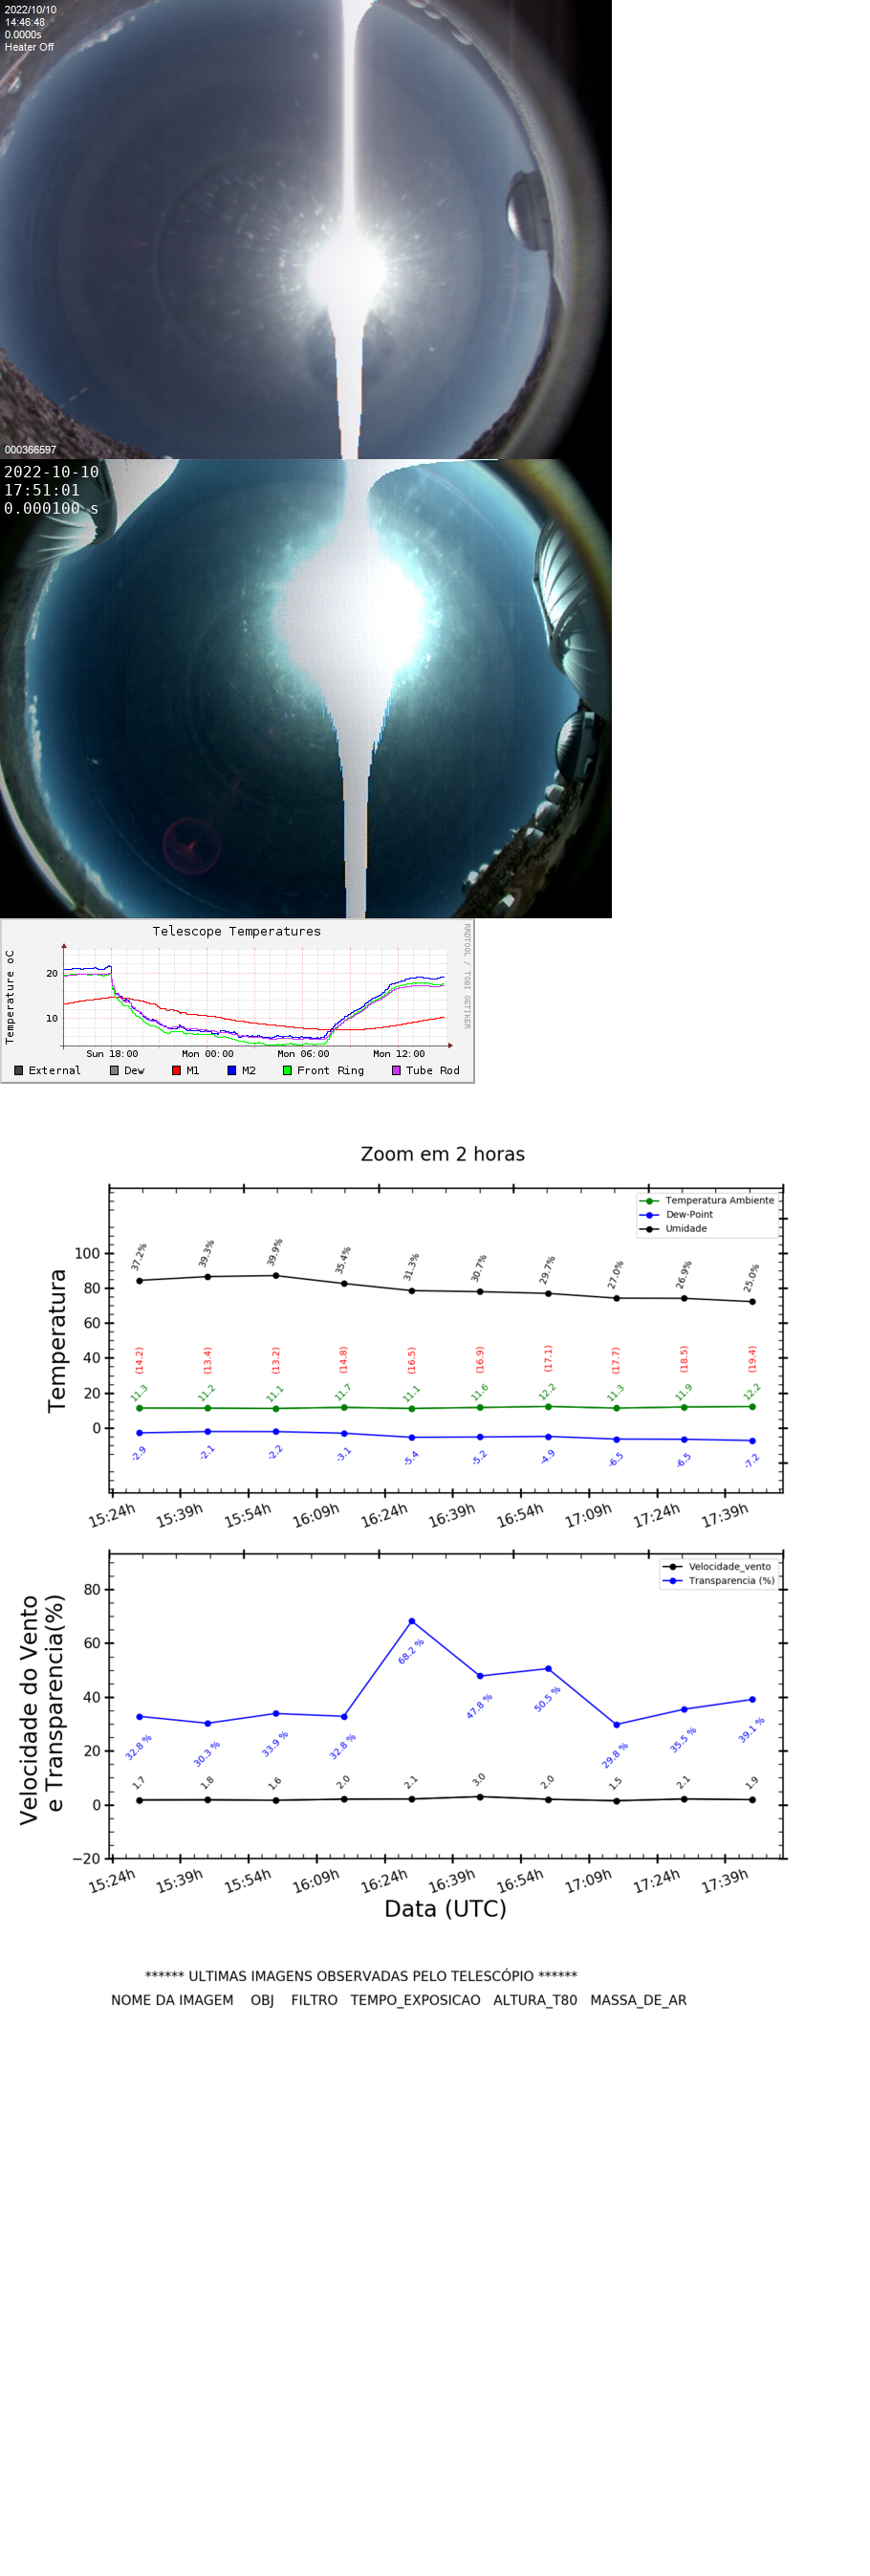 2022/10/10
14:46:48
0.0000s
Heater Off
000366597
2022-10-10
17:51:01
0.000100 s
Telescope Temperatures
RRDTOOL / TOBI OETIKER
Temperature oC
20
10
Sun 18:00 Mon 00:00 Mon 06:00 Mon 12:00
External Dew M1 M2 Front Ring Tube Rod
Zoom em 2 horas
Temperatura Ambiente
Dew-Point
Umidade
Temperatura
100
80
60
40
20
0
37.2% 39.3% 39.9% 35.4% 31.3% 30.7% 29.7% 27.0% 26.9% 25.0%
(14.2) (13.4) (13.2) (14.8) (16.5) (16.9) (17.1) (17.7) (18.5) (19.4)
11.3 11.2 11.1 11.7 11.1 11.6 12.2 11.3 11.9 12.2
-2.9 -2.1 -2.2 -3.1 -5.4 -5.2 -4.9 -6.5 -6.5 -7.2
15:24h 15:39h 15:54h 16:09h 16:24h 16:39h 16:54h 17:09h 17:24h 17:39h
Velocidade_vento
Transparencia (%)
Velocidade do Vento
e Transparencia(%)
80
60
40
20
0
−20
32.8 % 30.3 % 33.9 % 32.8 % 68.2 % 47.8 % 50.5 % 29.8 % 35.5 % 39.1 %
1.7 1.8 1.6 2.0 2.1 3.0 2.0 1.5 2.1 1.9
15:24h 15:39h 15:54h 16:09h 16:24h 16:39h 16:54h 17:09h 17:24h 17:39h
Data (UTC)
****** ULTIMAS IMAGENS OBSERVADAS PELO TELESCÓPIO ******
NOME DA IMAGEM OBJ FILTRO TEMPO_EXPOSICAO ALTURA_T80 MASSA_DE_AR